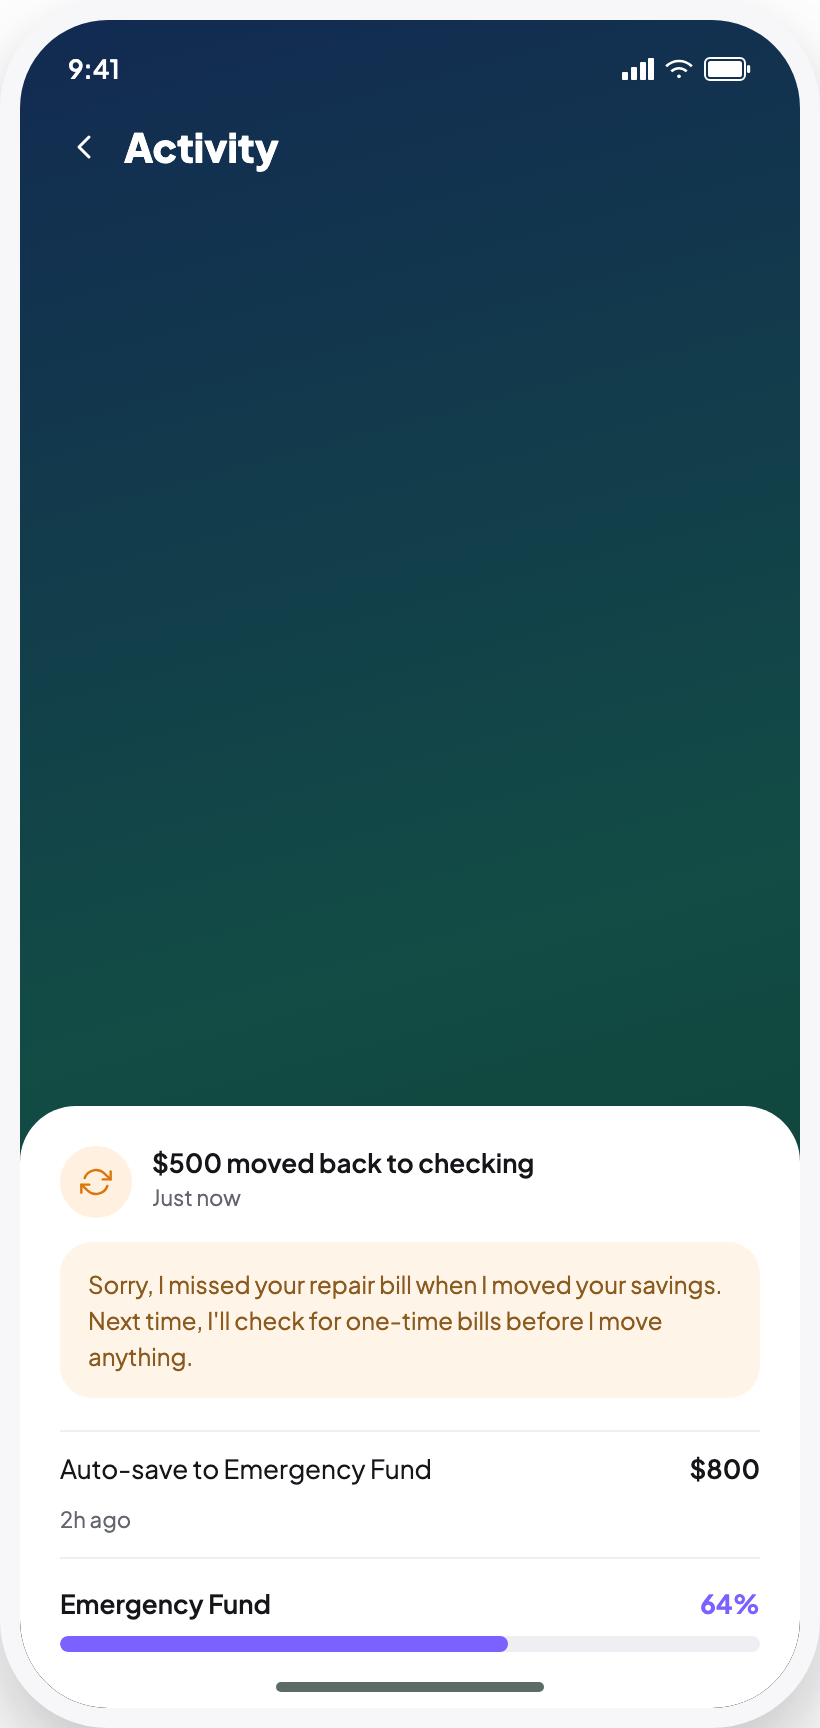 9:41
Activity
$500 moved back to checking
Just now
Sorry, I missed your repair bill when I moved your savings.
Next time, I'll check for one-time bills before I move
anything.
Auto-save to Emergency Fund $800
2h ago
Emergency Fund 64%